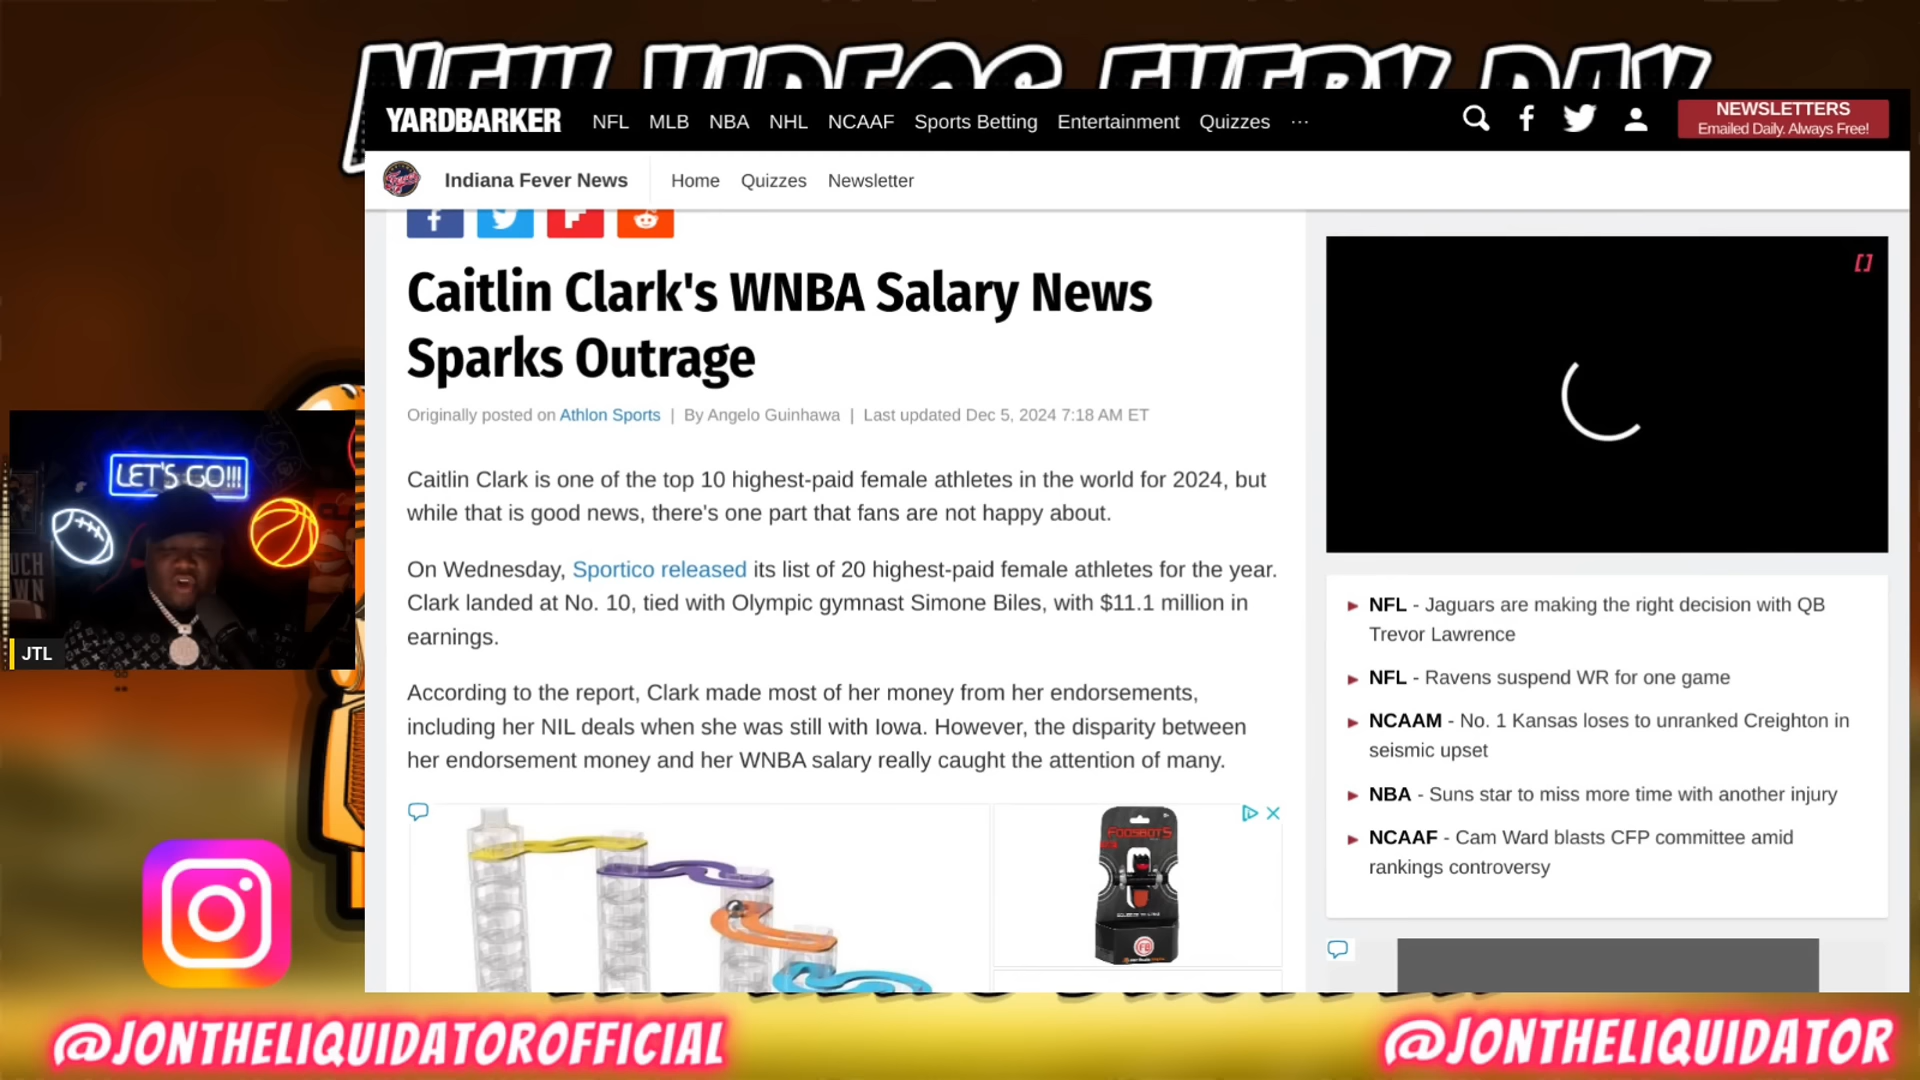 NEW VIDEOS EVERY DAY
YARDBARKER
NFL MLB NBA NHL NCAAF Sports Betting Entertainment Quizzes ···
NEWSLETTERS
Emailed Daily. Always Free!
Indiana Fever News
Home Quizzes Newsletter
Caitlin Clark's WNBA Salary News
Sparks Outrage
Originally posted on Athlon Sports | By Angelo Guinhawa | Last updated Dec 5, 2024 7:18 AM ET
Caitlin Clark is one of the top 10 highest-paid female athletes in the world for 2024, but
while that is good news, there's one part that fans are not happy about.
On Wednesday, Sportico released its list of 20 highest-paid female athletes for the year.
Clark landed at No. 10, tied with Olympic gymnast Simone Biles, with $11.1 million in
earnings.
According to the report, Clark made most of her money from her endorsements,
including her NIL deals when she was still with Iowa. However, the disparity between
her endorsement money and her WNBA salary really caught the attention of many.
FOOSBOTS
FB
NFL - Jaguars are making the right decision with QB
Trevor Lawrence
NFL - Ravens suspend WR for one game
NCAAM - No. 1 Kansas loses to unranked Creighton in
seismic upset
NBA - Suns star to miss more time with another injury
NCAAF - Cam Ward blasts CFP committee amid
rankings controversy
LET'S GO!!!
JTL
@JONTHELIQUIDATOROFFICIAL
@JONTHELIQUIDATOR